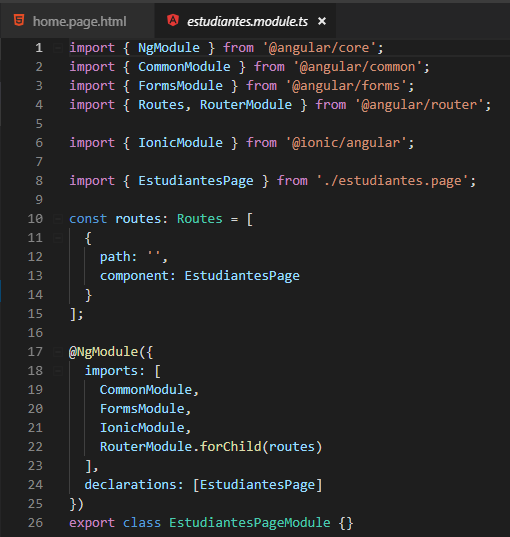 home.page.html estudiantes.module.ts ×
1 import { NgModule } from '@angular/core';
2 import { CommonModule } from '@angular/common';
3 import { FormsModule } from '@angular/forms';
4 import { Routes, RouterModule } from '@angular/router';
5
6 import { IonicModule } from '@ionic/angular';
7
8 import { EstudiantesPage } from './estudiantes.page';
9
10 const routes: Routes = [
11   {
12     path: '',
13     component: EstudiantesPage
14   }
15 ];
16
17 @NgModule({
18   imports: [
19     CommonModule,
20     FormsModule,
21     IonicModule,
22     RouterModule.forChild(routes)
23   ],
24   declarations: [EstudiantesPage]
25 })
26 export class EstudiantesPageModule {}